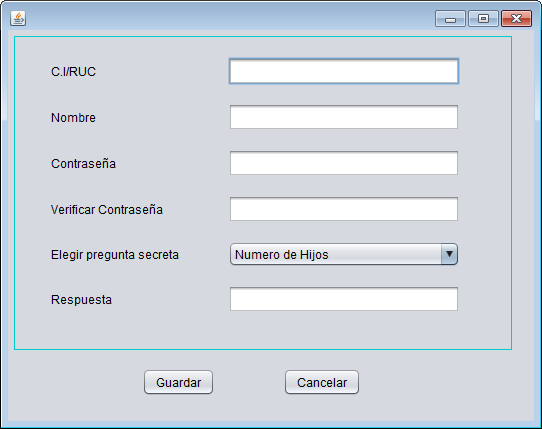 C.I/RUC
Nombre
Contraseña
Verificar Contraseña
Elegir pregunta secreta Numero de Hijos
Respuesta
Guardar Cancelar